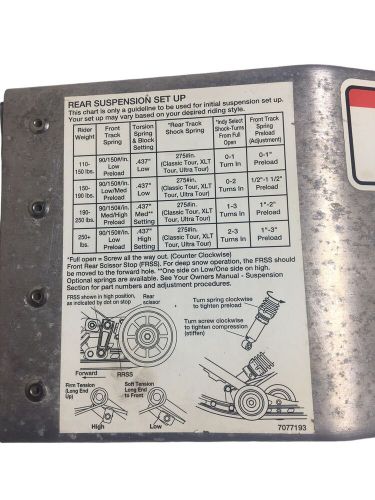 REAR SUSPENSION SET UP
This chart is only a guideline to be used for initial suspension set up.
Your set up may vary based on your desired riding style.
Rider Weight Front Track Spring Torsion Spring & Block Setting *Rear Track Shock Spring *Indy Select Shock-Turns From Full Open Front Track Spring Preload (Adjustment)
110-150 lbs. 90/150#/in. Low Preload .437" Low 275#/in. (Classic Tour, XLT Tour, Ultra Tour) 0-1 Turns In 0-1" Preload
150-190 lbs. 90/150#/in. Low/Med Preload .437" Low 275#/in. (Classic Tour, XLT Tour, Ultra Tour) 0-2 Turns In 1/2"-1 1/2" Preload
190-250 lbs. 90/150#/in. Med/High Preload .437" Med** Setting 275#/in. (Classic Tour, XLT Tour, Ultra Tour) 1-3 Turns In 1"-2" Preload
250+ lbs. 90/150#/in. Low Preload .437" High Setting 275#/in. (Classic Tour, XLT Tour, Ultra Tour) 2-3 Turns In 1"-3" Preload
*Full open = Screw all the way out. (Counter Clockwise)
Front Rear Scissor Stop (FRSS). For deep snow operation, the FRSS should
be moved to the forward hole. **One side on Low/One side on high.
Optional springs are available. See Your Owners Manual - Suspension
Section for part numbers and adjustment procedures.
FRSS shown in high position,
as indicated by dot on stop
Rear
scissor
Turn spring clockwise
to tighten preload.
Turn screw clockwise
to tighten compression
(stiffen)
Forward RRSS
Firm Tension
(Long End
Up)
Soft Tension
(Long End
to Front)
High Low
7077193